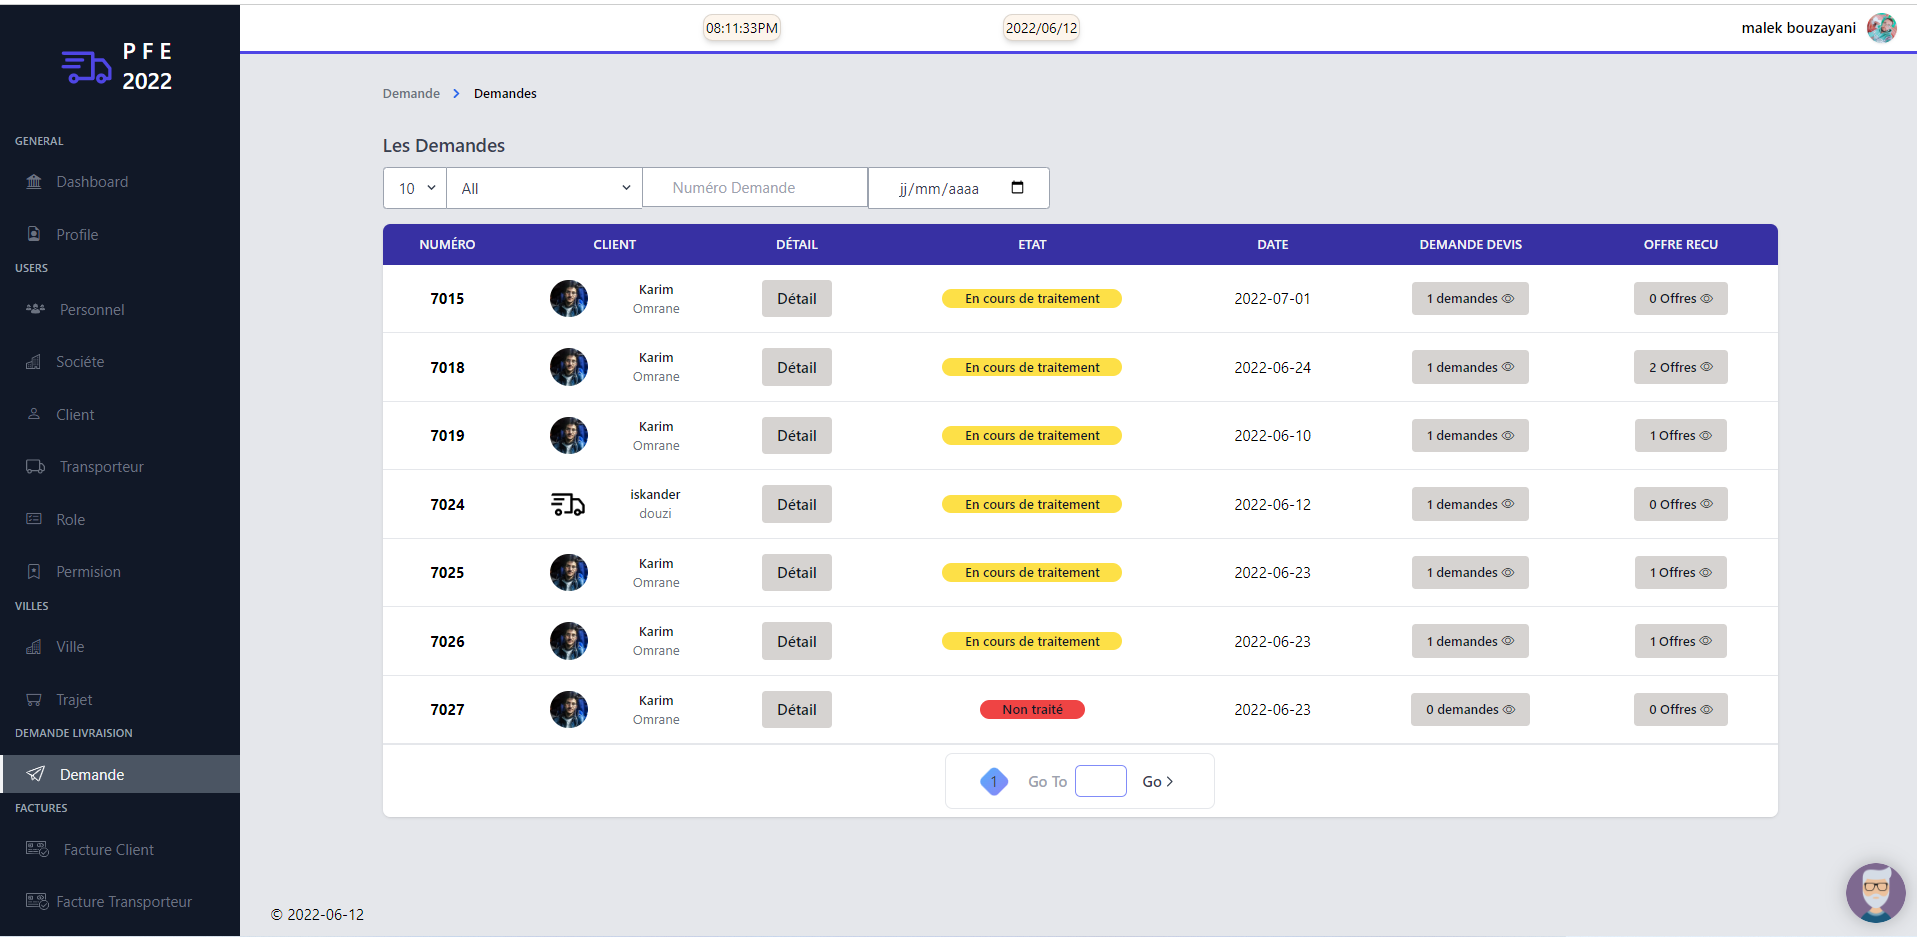 P F E
2022
08:11:33PM
2022/06/12
malek bouzayani
GENERAL
Dashboard
Profile
USERS
Personnel
Sociéte
Client
Transporteur
Role
Permision
VILLES
Ville
Trajet
DEMANDE LIVRAISION
Demande
FACTURES
Facture Client
Facture Transporteur
Demande > Demandes
Les Demandes
10 All Numéro Demande jj/mm/aaaa
NUMÉRO CLIENT DÉTAIL ETAT DATE DEMANDE DEVIS OFFRE RECU
7015 Karim Omrane Détail En cours de traitement 2022-07-01 1 demandes 0 Offres
7018 Karim Omrane Détail En cours de traitement 2022-06-24 1 demandes 2 Offres
7019 Karim Omrane Détail En cours de traitement 2022-06-10 1 demandes 1 Offres
7024 iskander douzi Détail En cours de traitement 2022-06-12 1 demandes 0 Offres
7025 Karim Omrane Détail En cours de traitement 2022-06-23 1 demandes 1 Offres
7026 Karim Omrane Détail En cours de traitement 2022-06-23 1 demandes 1 Offres
7027 Karim Omrane Détail Non traité 2022-06-23 0 demandes 0 Offres
1 Go To Go >
© 2022-06-12